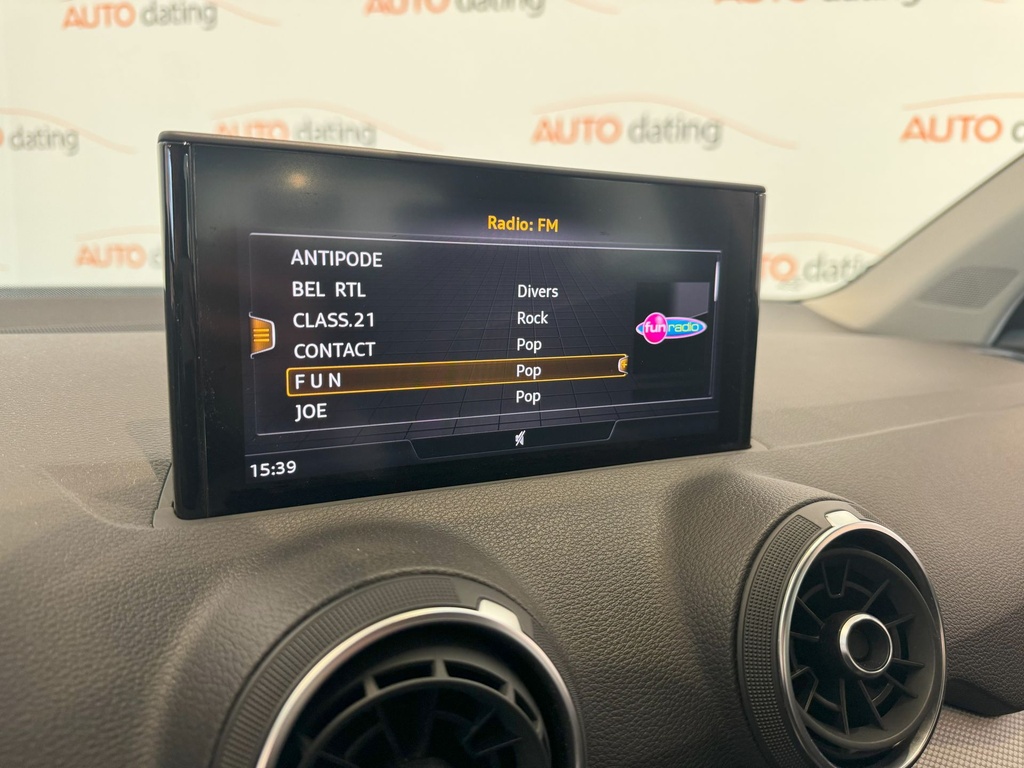 AUTO dating
dating
AUTO dating
dating
AUTO dating
AUTO dating
AUTO
AUTO
dating
Radio: FM
ANTIPODE
BEL RTL Divers
CLASS.21 Rock
CONTACT Pop
F U N Pop
JOE Pop
fun radio
15:39